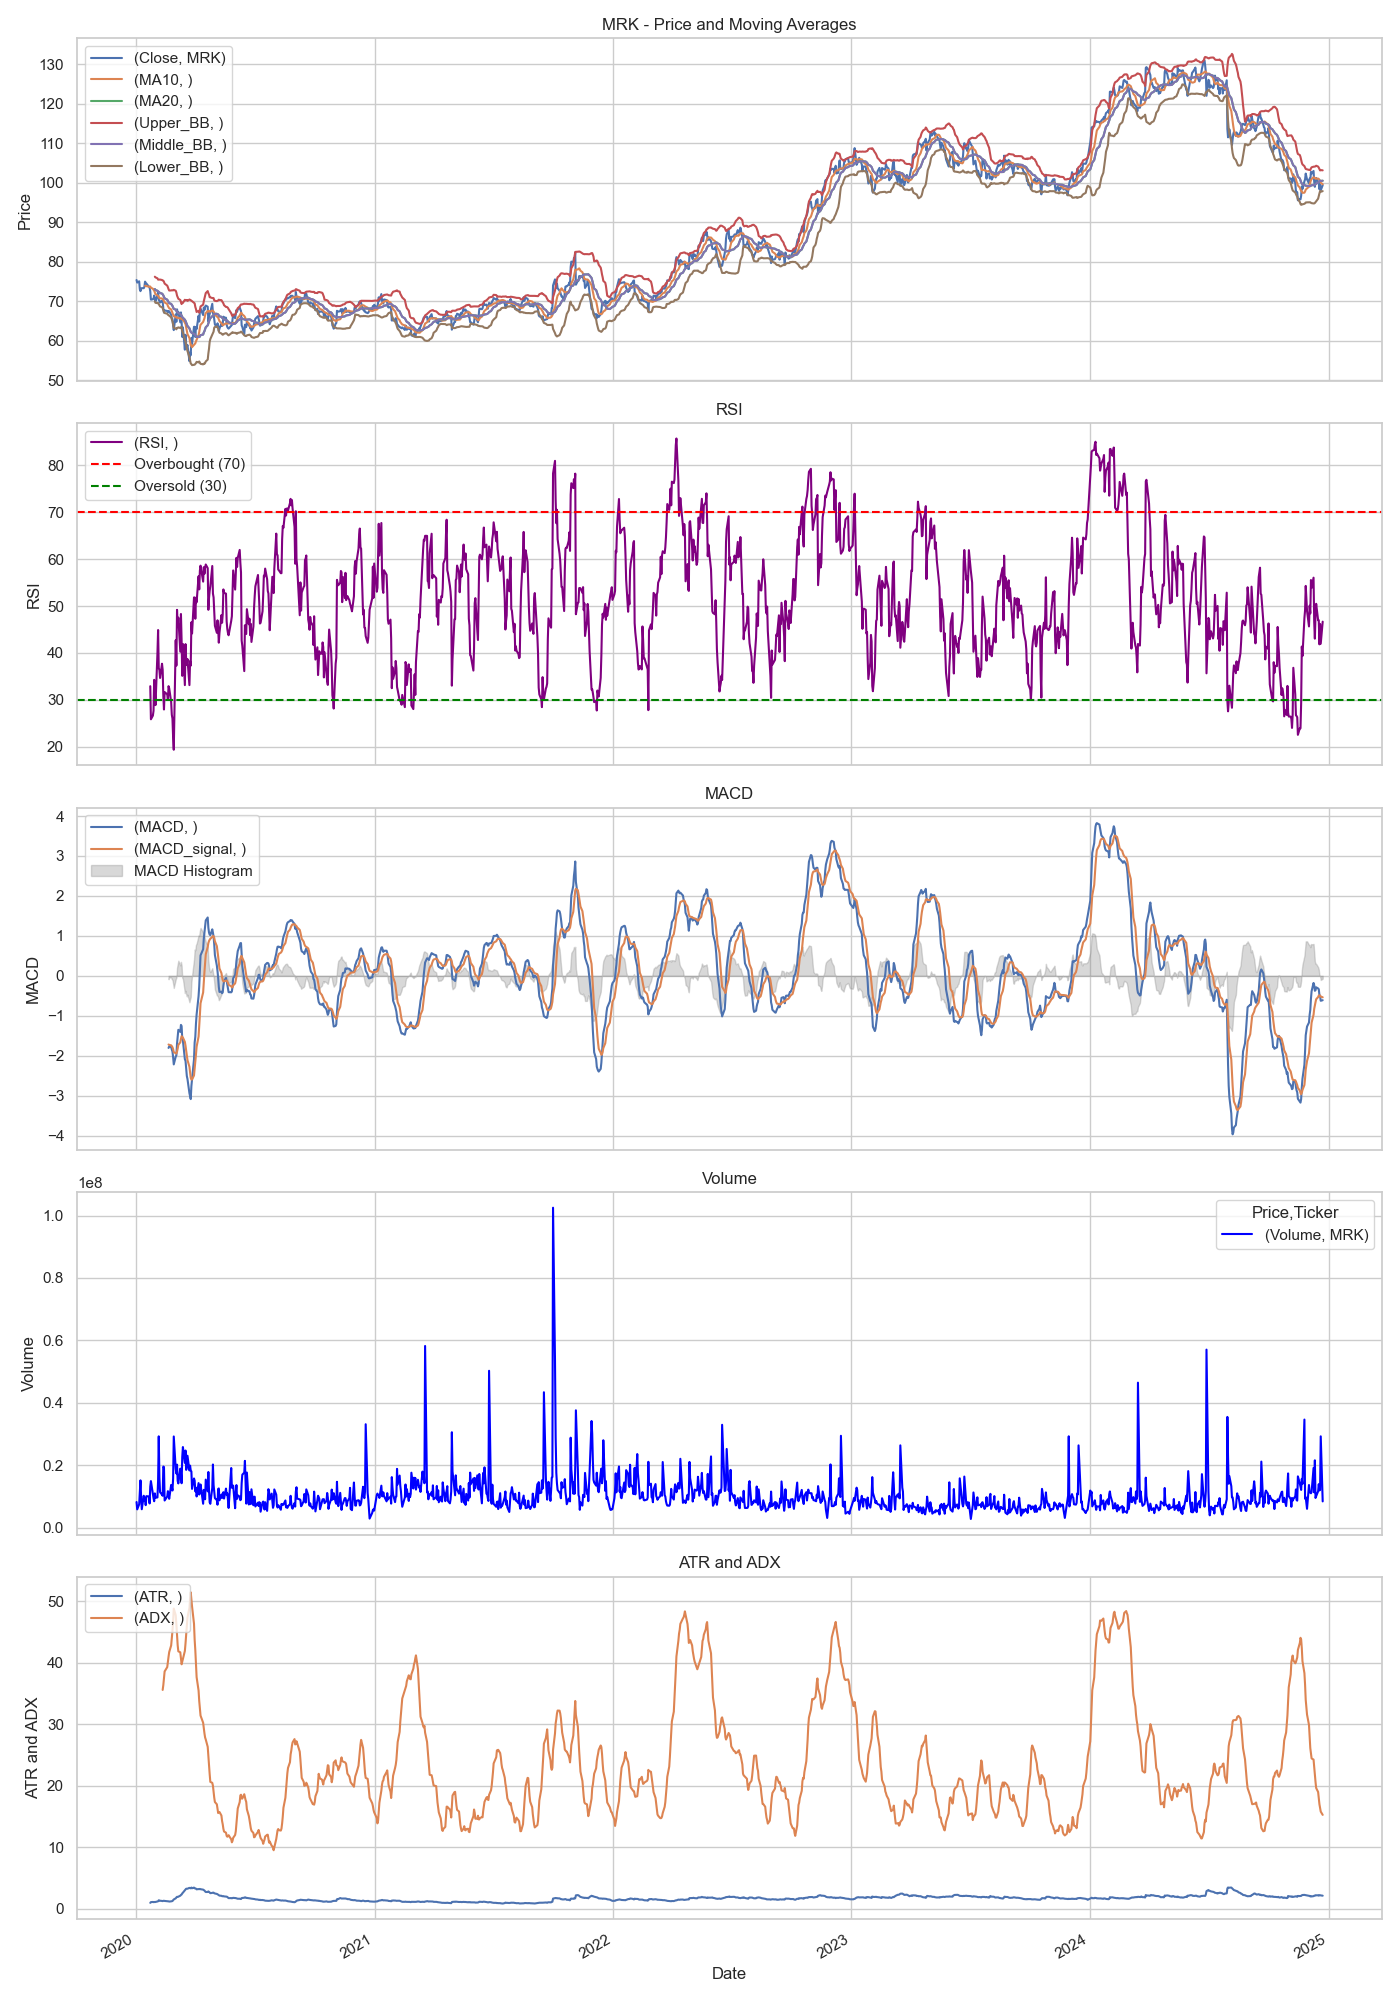 MRK - Price and Moving Averages
(Close, MRK)
(MA10, )
(MA20, )
(Upper_BB, )
(Middle_BB, )
(Lower_BB, )
130
120
110
100
90
80
70
60
50
Price
RSI
(RSI, )
Overbought (70)
Oversold (30)
80
70
60
50
40
30
20
RSI
MACD
(MACD, )
(MACD_signal, )
MACD Histogram
4
3
2
1
0
−1
−2
−3
−4
MACD
Volume
1e8
Price,Ticker
(Volume, MRK)
1.0
0.8
0.6
0.4
0.2
0.0
Volume
ATR and ADX
(ATR, )
(ADX, )
50
40
30
20
10
0
ATR and ADX
2020
2021
2022
2023
2024
2025
Date